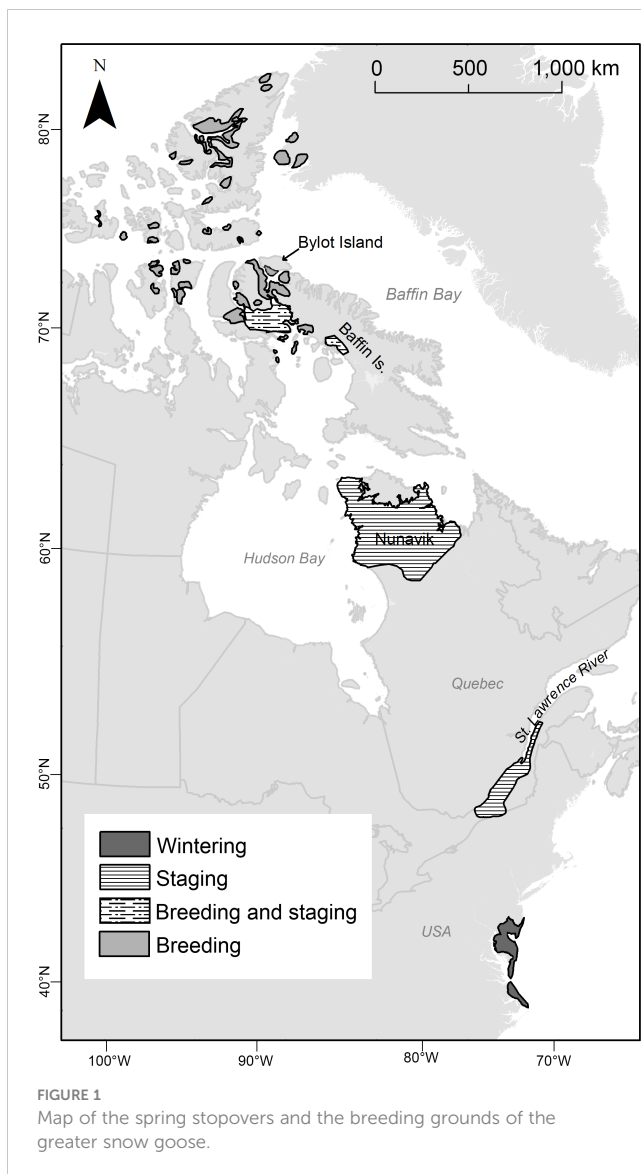 N
0 500 1,000 km
80°N
Bylot Island
Baffin Bay
70°N
Baffin Is.
Nunavik
60°N
Hudson Bay
Quebec
St. Lawrence River
50°N
Wintering
Staging
Breeding and staging
Breeding
USA
40°N
100°W 90°W 80°W 70°W
FIGURE 1
Map of the spring stopovers and the breeding grounds of the
greater snow goose.